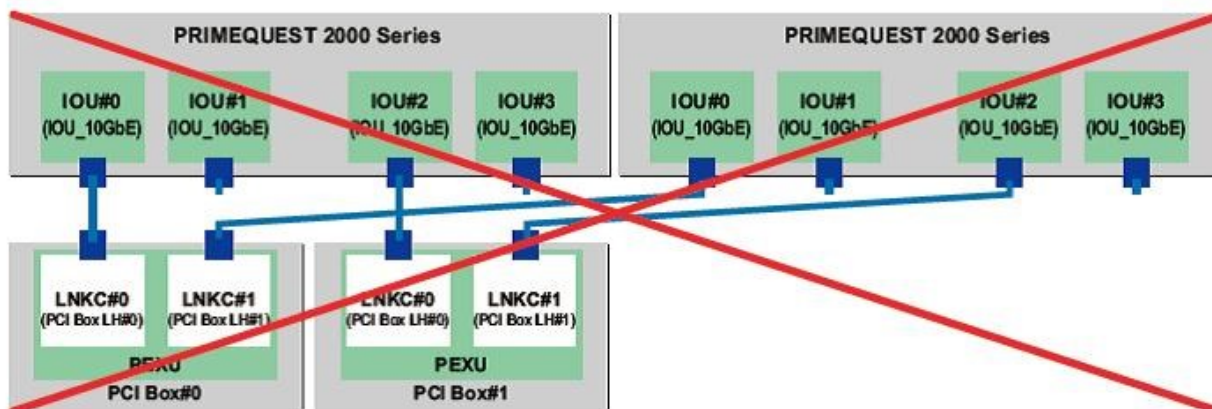 PRIMEQUEST 2000 Series
PRIMEQUEST 2000 Series
IOU#0
(IOU_10GbE)
IOU#1
(IOU_10GbE)
IOU#2
(IOU_10GbE)
IOU#3
(IOU_10GbE)
IOU#0
(IOU_10GbE)
IOU#1
(IOU_10GbE)
IOU#2
(IOU_10GbE)
IOU#3
(IOU_10GbE)
LNKC#0
(PCI Box LH#0)
LNKC#1
(PCI Box LH#1)
PEXU
PCI Box#0
LNKC#0
(PCI Box LH#0)
LNKC#1
(PCI Box LH#1)
PEXU
PCI Box#1